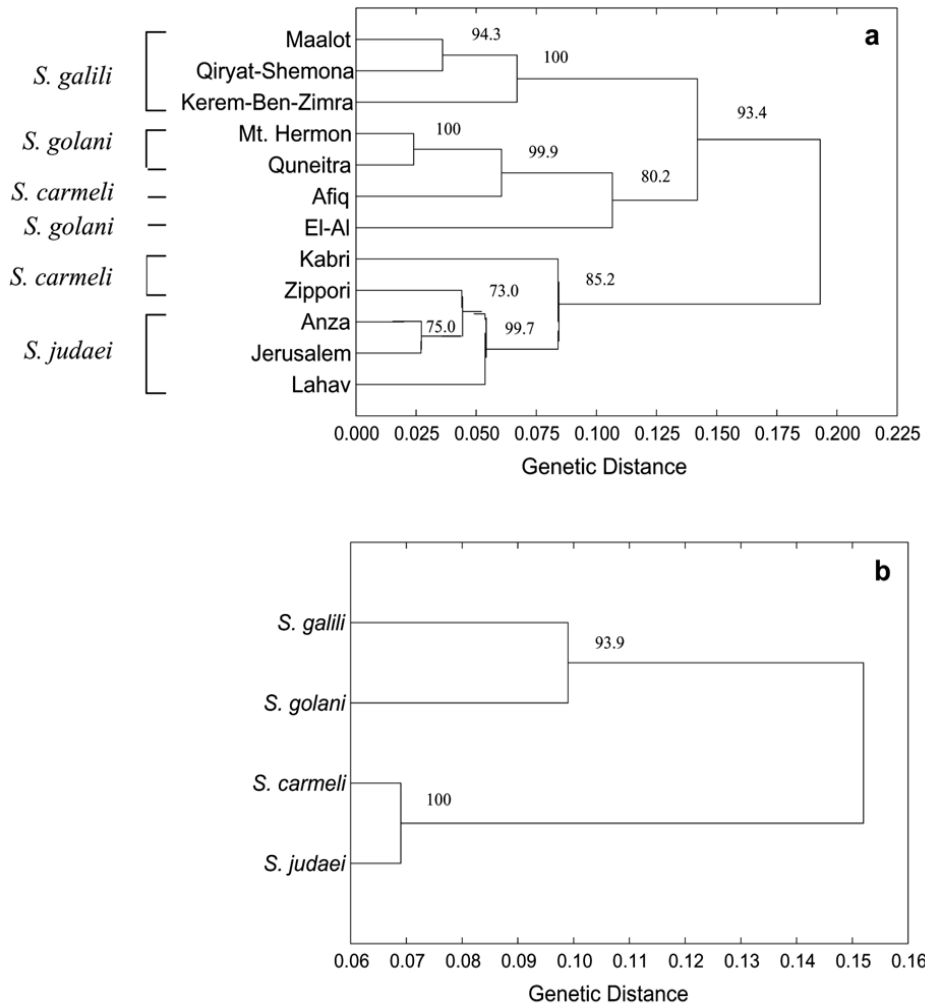 a
S. galili
Maalot
94.3
Qiryat-Shemona
100
Kerem-Ben-Zimra
S. golani
Mt. Hermon
100
93.4
Quneitra
99.9
S. carmeli
Afiq
80.2
S. golani
El-Al
S. carmeli
Kabri
85.2
Zippori
73.0
S. judaei
Anza
75.0
99.7
Jerusalem
Lahav
0.000 0.025 0.050 0.075 0.100 0.125 0.150 0.175 0.200 0.225
Genetic Distance
b
S. galili
93.9
S. golani
S. carmeli
100
S. judaei
0.06 0.07 0.08 0.09 0.10 0.11 0.12 0.13 0.14 0.15 0.16
Genetic Distance